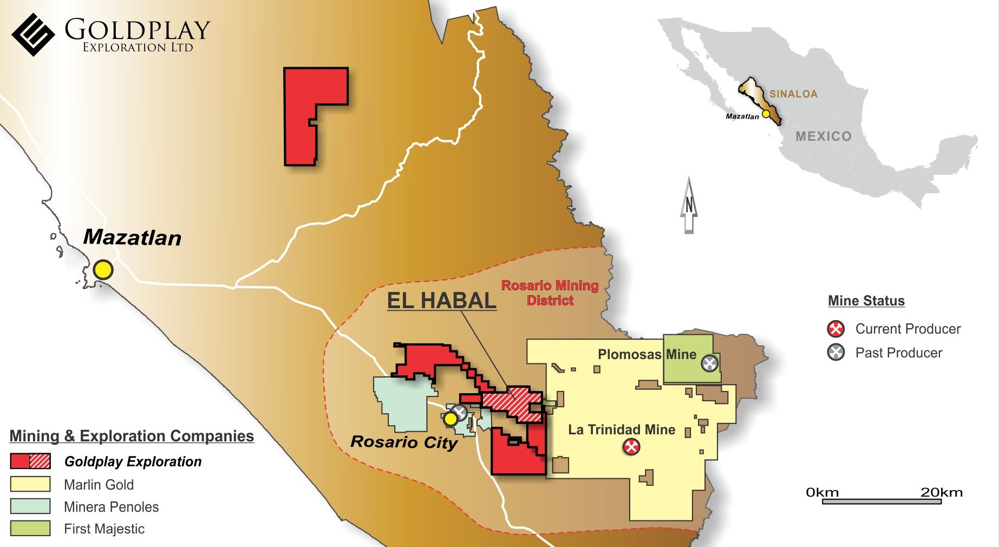 GOLDPLAY
EXPLORATION LTD
SINALOA
Mazatlan
MEXICO
N
Mazatlan
Rosario Mining
District
EL HABAL
Plomosas Mine
La Trinidad Mine
Rosario City
Mine Status
Current Producer
Past Producer
Mining & Exploration Companies
Goldplay Exploration
Marlin Gold
Minera Penoles
First Majestic
0km 20km